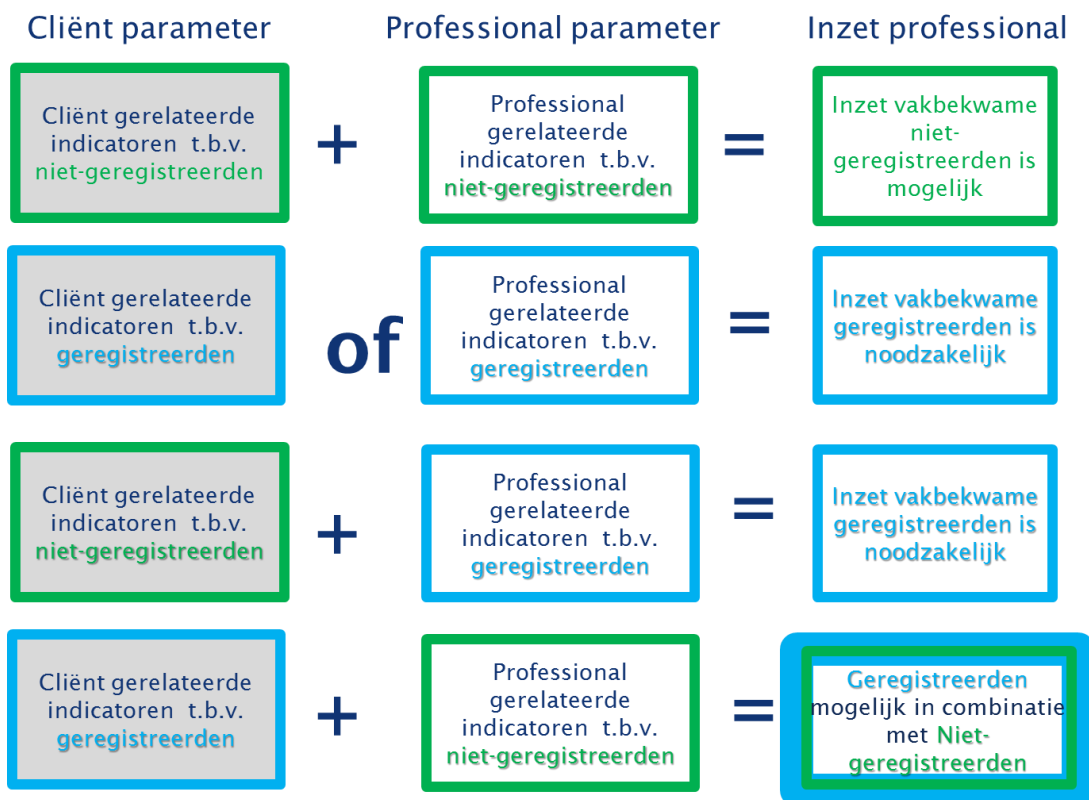 Cliënt parameter
Professional parameter
Inzet professional
Cliënt gerelateerde
indicatoren t.b.v.
niet-geregistreerden
+
Professional
gerelateerde
indicatoren t.b.v.
niet-geregistreerden
=
Inzet vakbekwame
niet-
geregistreerden is
mogelijk
Cliënt gerelateerde
indicatoren t.b.v.
geregistreerden
of
Professional
gerelateerde
indicatoren t.b.v.
geregistreerden
=
Inzet vakbekwame
geregistreerden is
noodzakelijk
Cliënt gerelateerde
indicatoren t.b.v.
niet-geregistreerden
+
Professional
gerelateerde
indicatoren t.b.v.
geregistreerden
=
Inzet vakbekwame
geregistreerden is
noodzakelijk
Cliënt gerelateerde
indicatoren t.b.v.
geregistreerden
+
Professional
gerelateerde
indicatoren t.b.v.
niet-geregistreerden
=
Geregistreerden
mogelijk in combinatie
met Niet-
geregistreerden